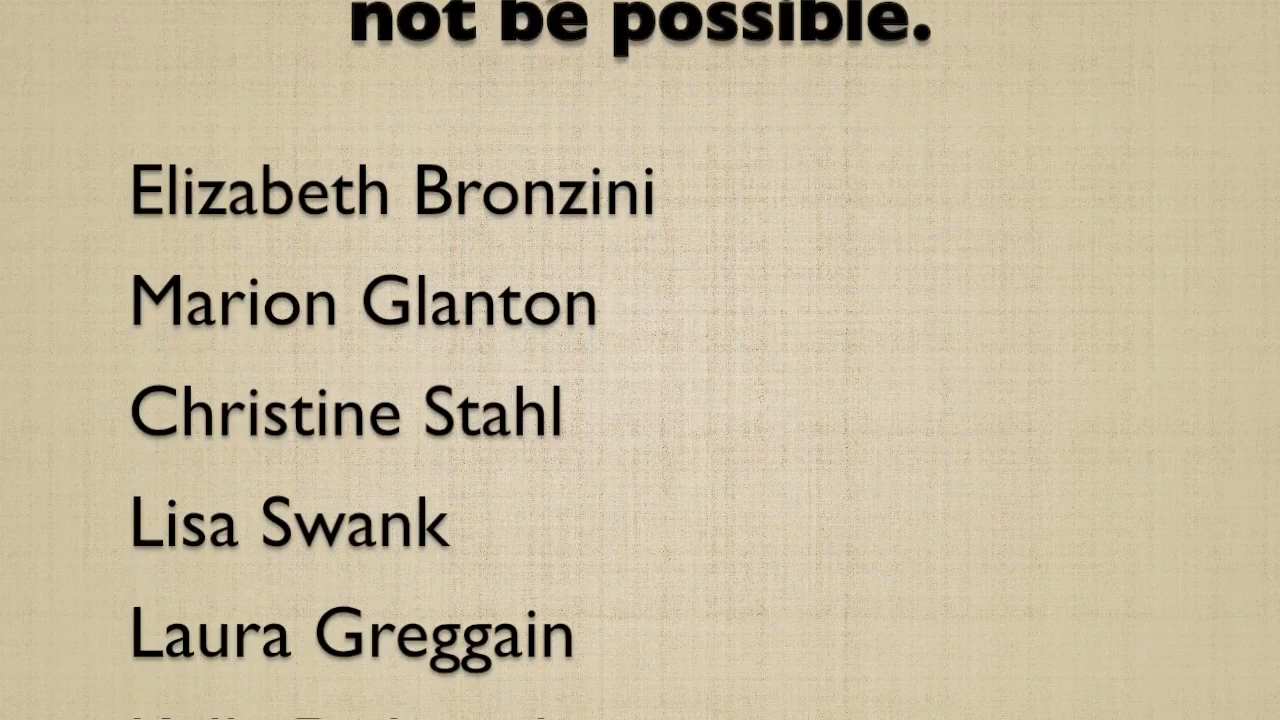 not be possible.
Elizabeth Bronzini
Marion Glanton
Christine Stahl
Lisa Swank
Laura Greggain